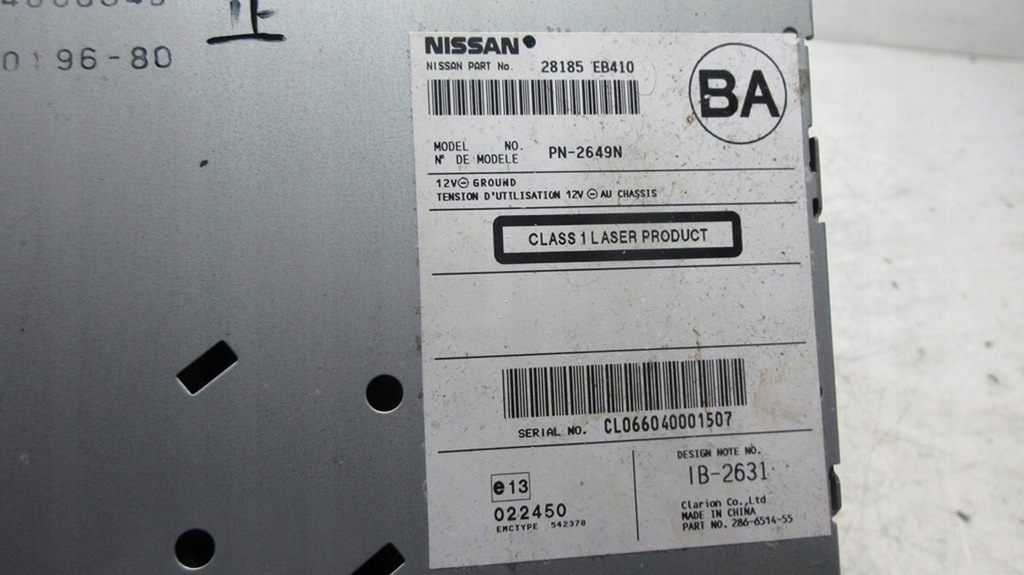 0196-80
NISSAN
NISSAN PART No. 28185 EB410
BA
MODEL NO.
N° DE MODELE PN-2649N
12V⊖ GROUND
TENSION D'UTILISATION 12V ⊖ AU CHASSIS
CLASS 1 LASER PRODUCT
SERIAL NO. CL066040001507
e13
022450
EMCTYPE 542378
DESIGN NOTE NO.
IB-2631
Clarion Co.,Ltd
MADE IN CHINA
PART NO. 286-6514-55